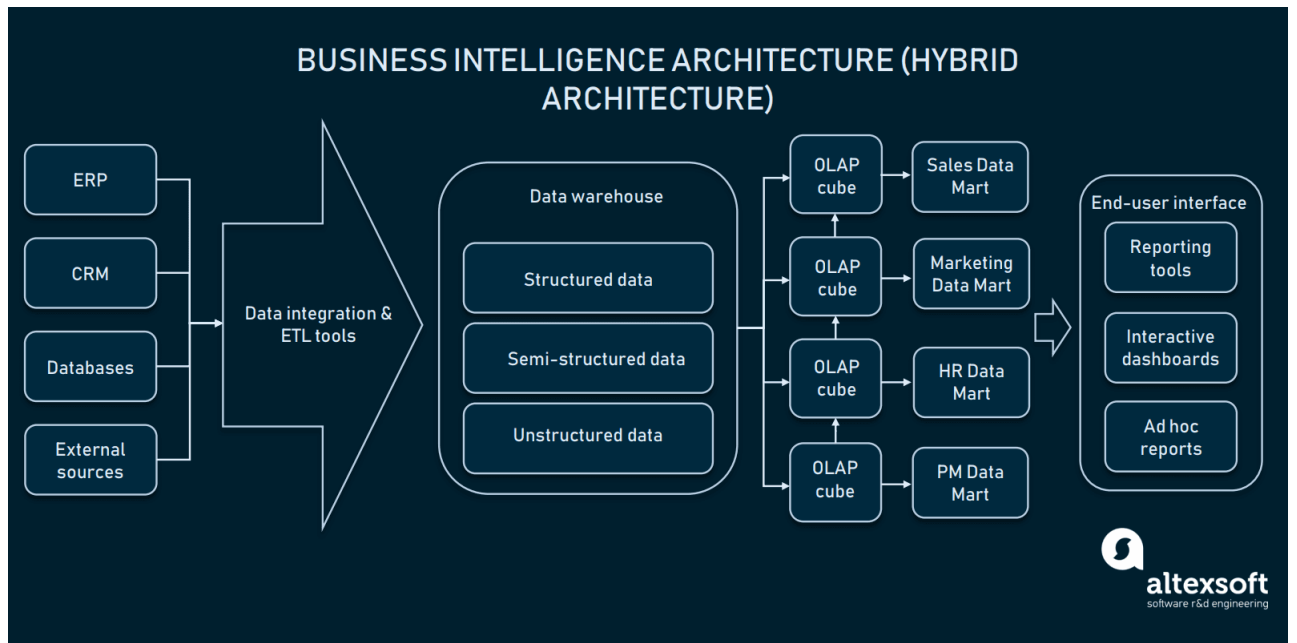 BUSINESS INTELLIGENCE ARCHITECTURE (HYBRID
ARCHITECTURE)
ERP
CRM
Databases
External
sources
Data integration &
ETL tools
Data warehouse
Structured data
Semi-structured data
Unstructured data
OLAP
cube
Sales Data
Mart
OLAP
cube
Marketing
Data Mart
OLAP
cube
HR Data
Mart
OLAP
cube
PM Data
Mart
End-user interface
Reporting
tools
Interactive
dashboards
Ad hoc
reports
altexsoft
software r&d engineering